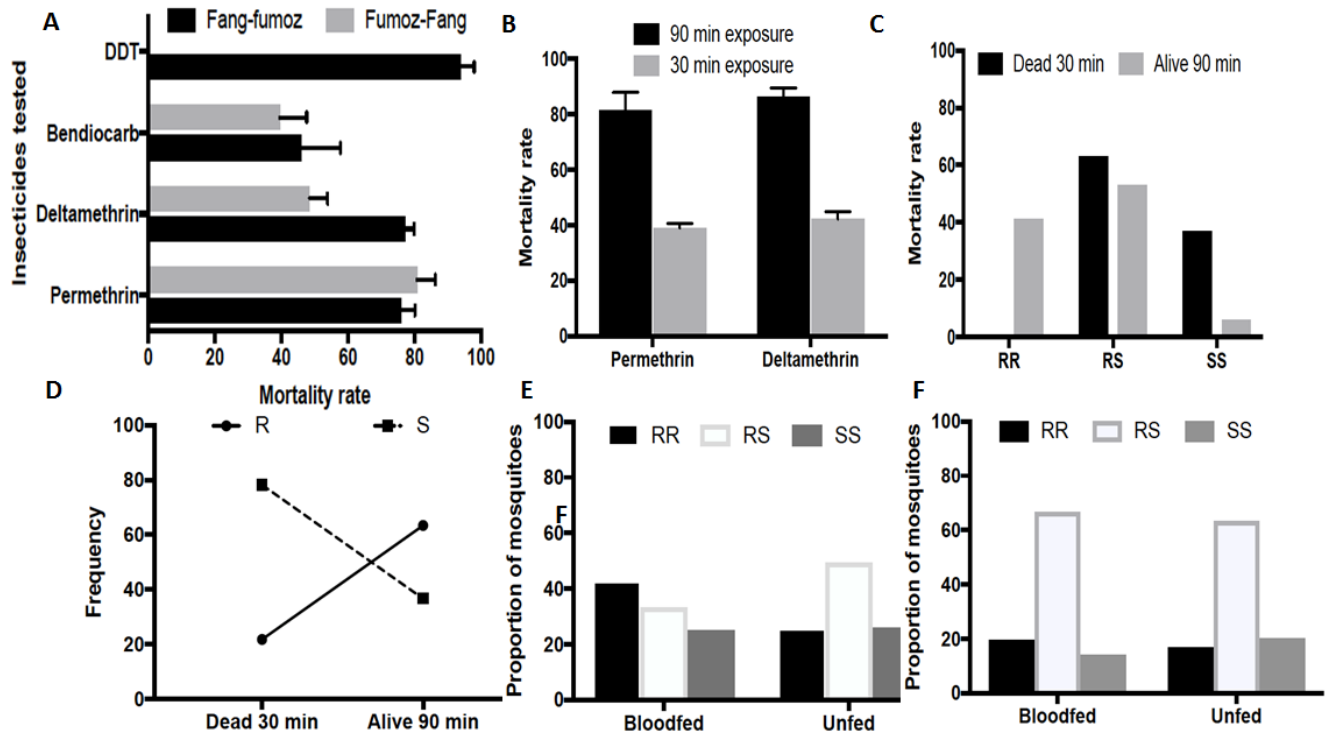 A
Fang-fumoz
Fumoz-Fang
Insecticides tested
DDT
Bendiocarb
Deltamethrin
Permethrin
0 20 40 60 80 100
Mortality rate
B
90 min exposure
30 min exposure
Mortality rate
100
80
60
40
20
0
Permethrin Deltamethrin
C
Dead 30 min Alive 90 min
Mortality rate
100
80
60
40
20
0
RR RS SS
D
R S
Frequency
100
80
60
40
20
0
Dead 30 min Alive 90 min
E
RR RS SS
Proportion of mosquitoes
F
100
80
60
40
20
0
Bloodfed Unfed
F
RR RS SS
Proportion of mosquitoes
100
80
60
40
20
0
Bloodfed Unfed